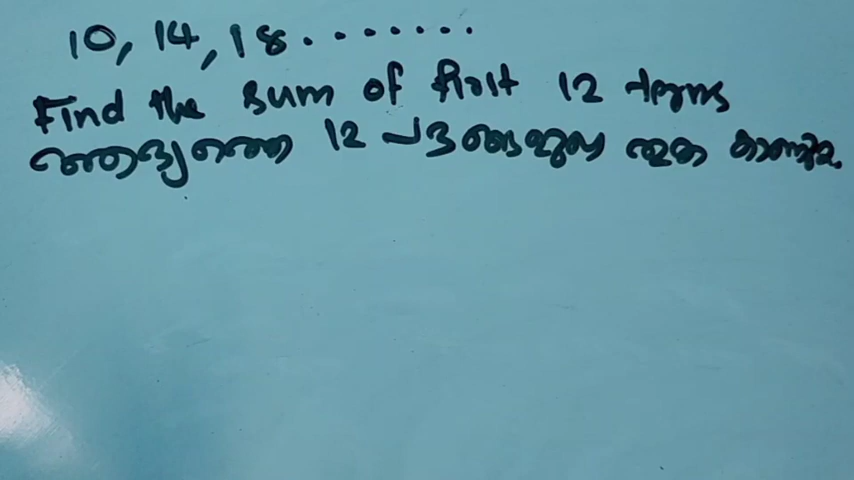 10, 14, 18 . . . . . . . .
Find the sum of first 12 terms
ആദ്യത്തെ 12 പദങ്ങളുടെ തുക കാണുക.